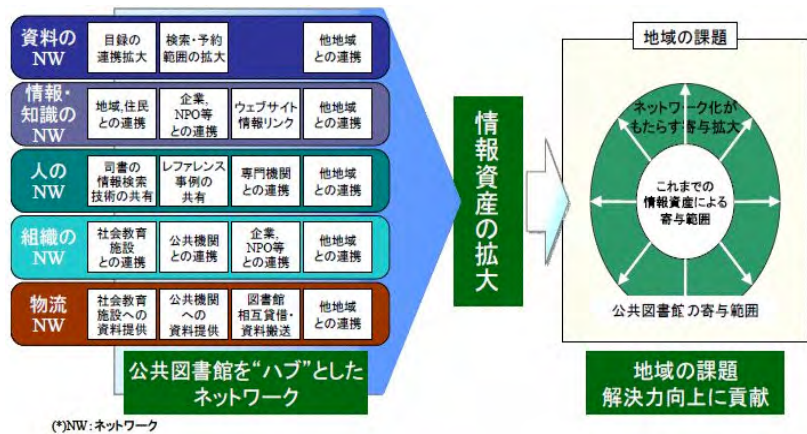 資料の
NW
目録の
連携拡大
検索・予約
範囲の拡大
他地域
との連携
情報・
知識の
NW
地域,住民
との連携
企業,
NPO等
との連携
ウェブサイト
情報リンク
他地域
との連携
人の
NW
司書の
情報検索
技術の共有
レファレンス
事例の
共有
専門機関
との連携
他地域
との連携
組織の
NW
社会教育
施設
との連携
公共機関
との連携
企業,
NPO等
との連携
他地域
との連携
物流
NW
社会教育
施設への
資料提供
公共機関
への
資料提供
図書館
相互貸借・
資料搬送
他地域
との連携
公共図書館を“ハブ”とした
ネットワーク
(*)NW:ネットワーク
情報資産の拡大
地域の課題
ネットワーク化が
もたらす寄与拡大
これまでの
情報資産による
寄与範囲
公共図書館の寄与範囲
地域の課題
解決力向上に貢献